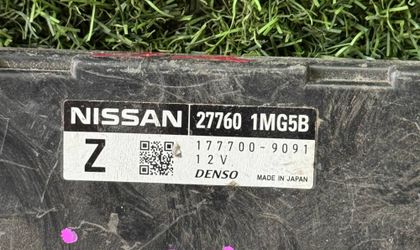 NISSAN 27760 1MG5B
Z 177700-9091
12V
DENSO MADE IN JAPAN